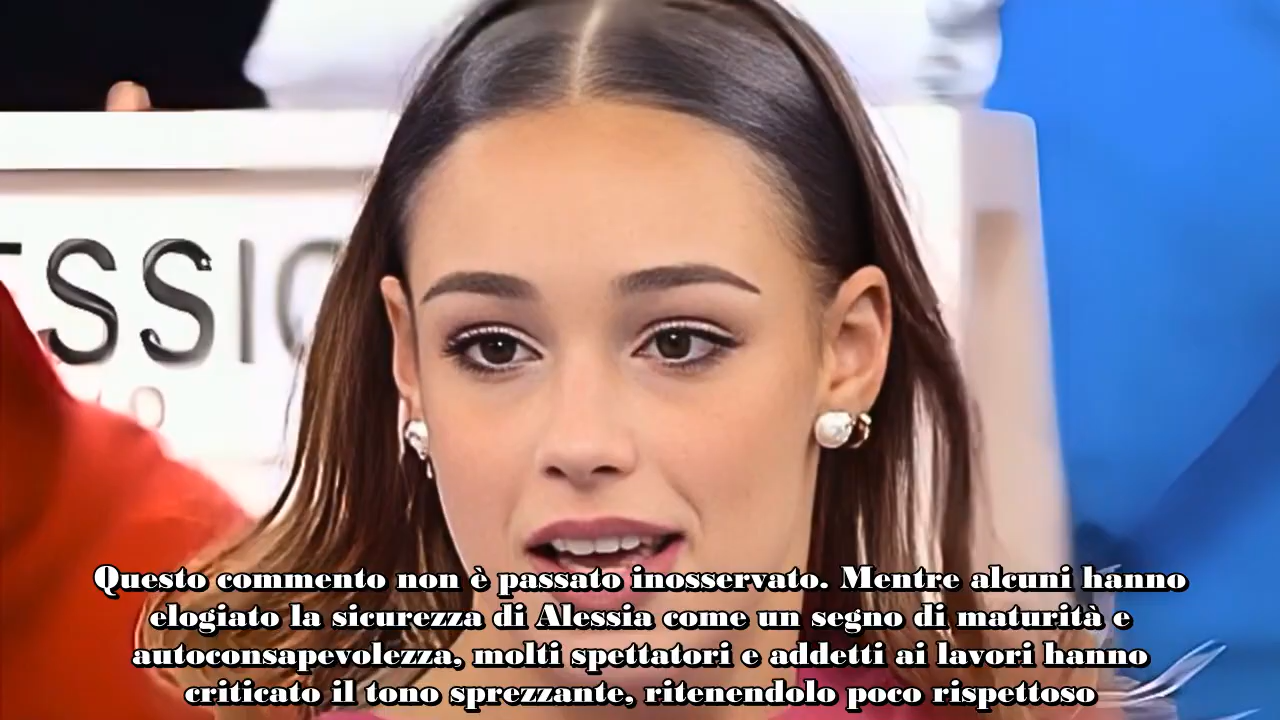 ESSIO
Questo commento non è passato inosservato. Mentre alcuni hanno
elogiato la sicurezza di Alessia come un segno di maturità e
autoconsapevolezza, molti spettatori e addetti ai lavori hanno
criticato il tono sprezzante, ritenendolo poco rispettoso